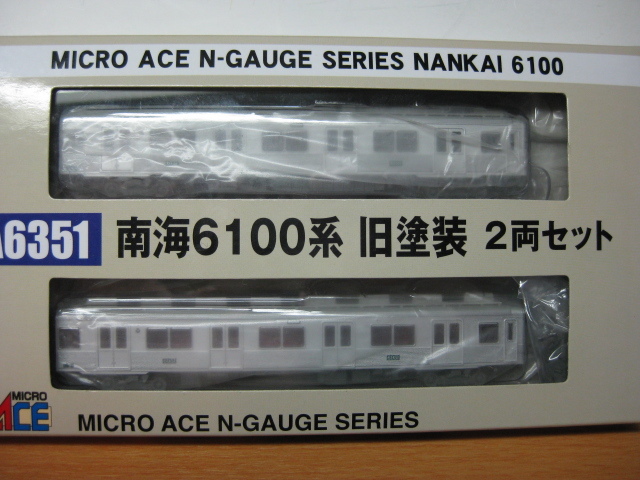 MICRO ACE N-GAUGE SERIES NANKAI 6100
A6351 南海6100系 旧塗装 2両セット
MICRO
ACE
MICRO ACE N-GAUGE SERIES